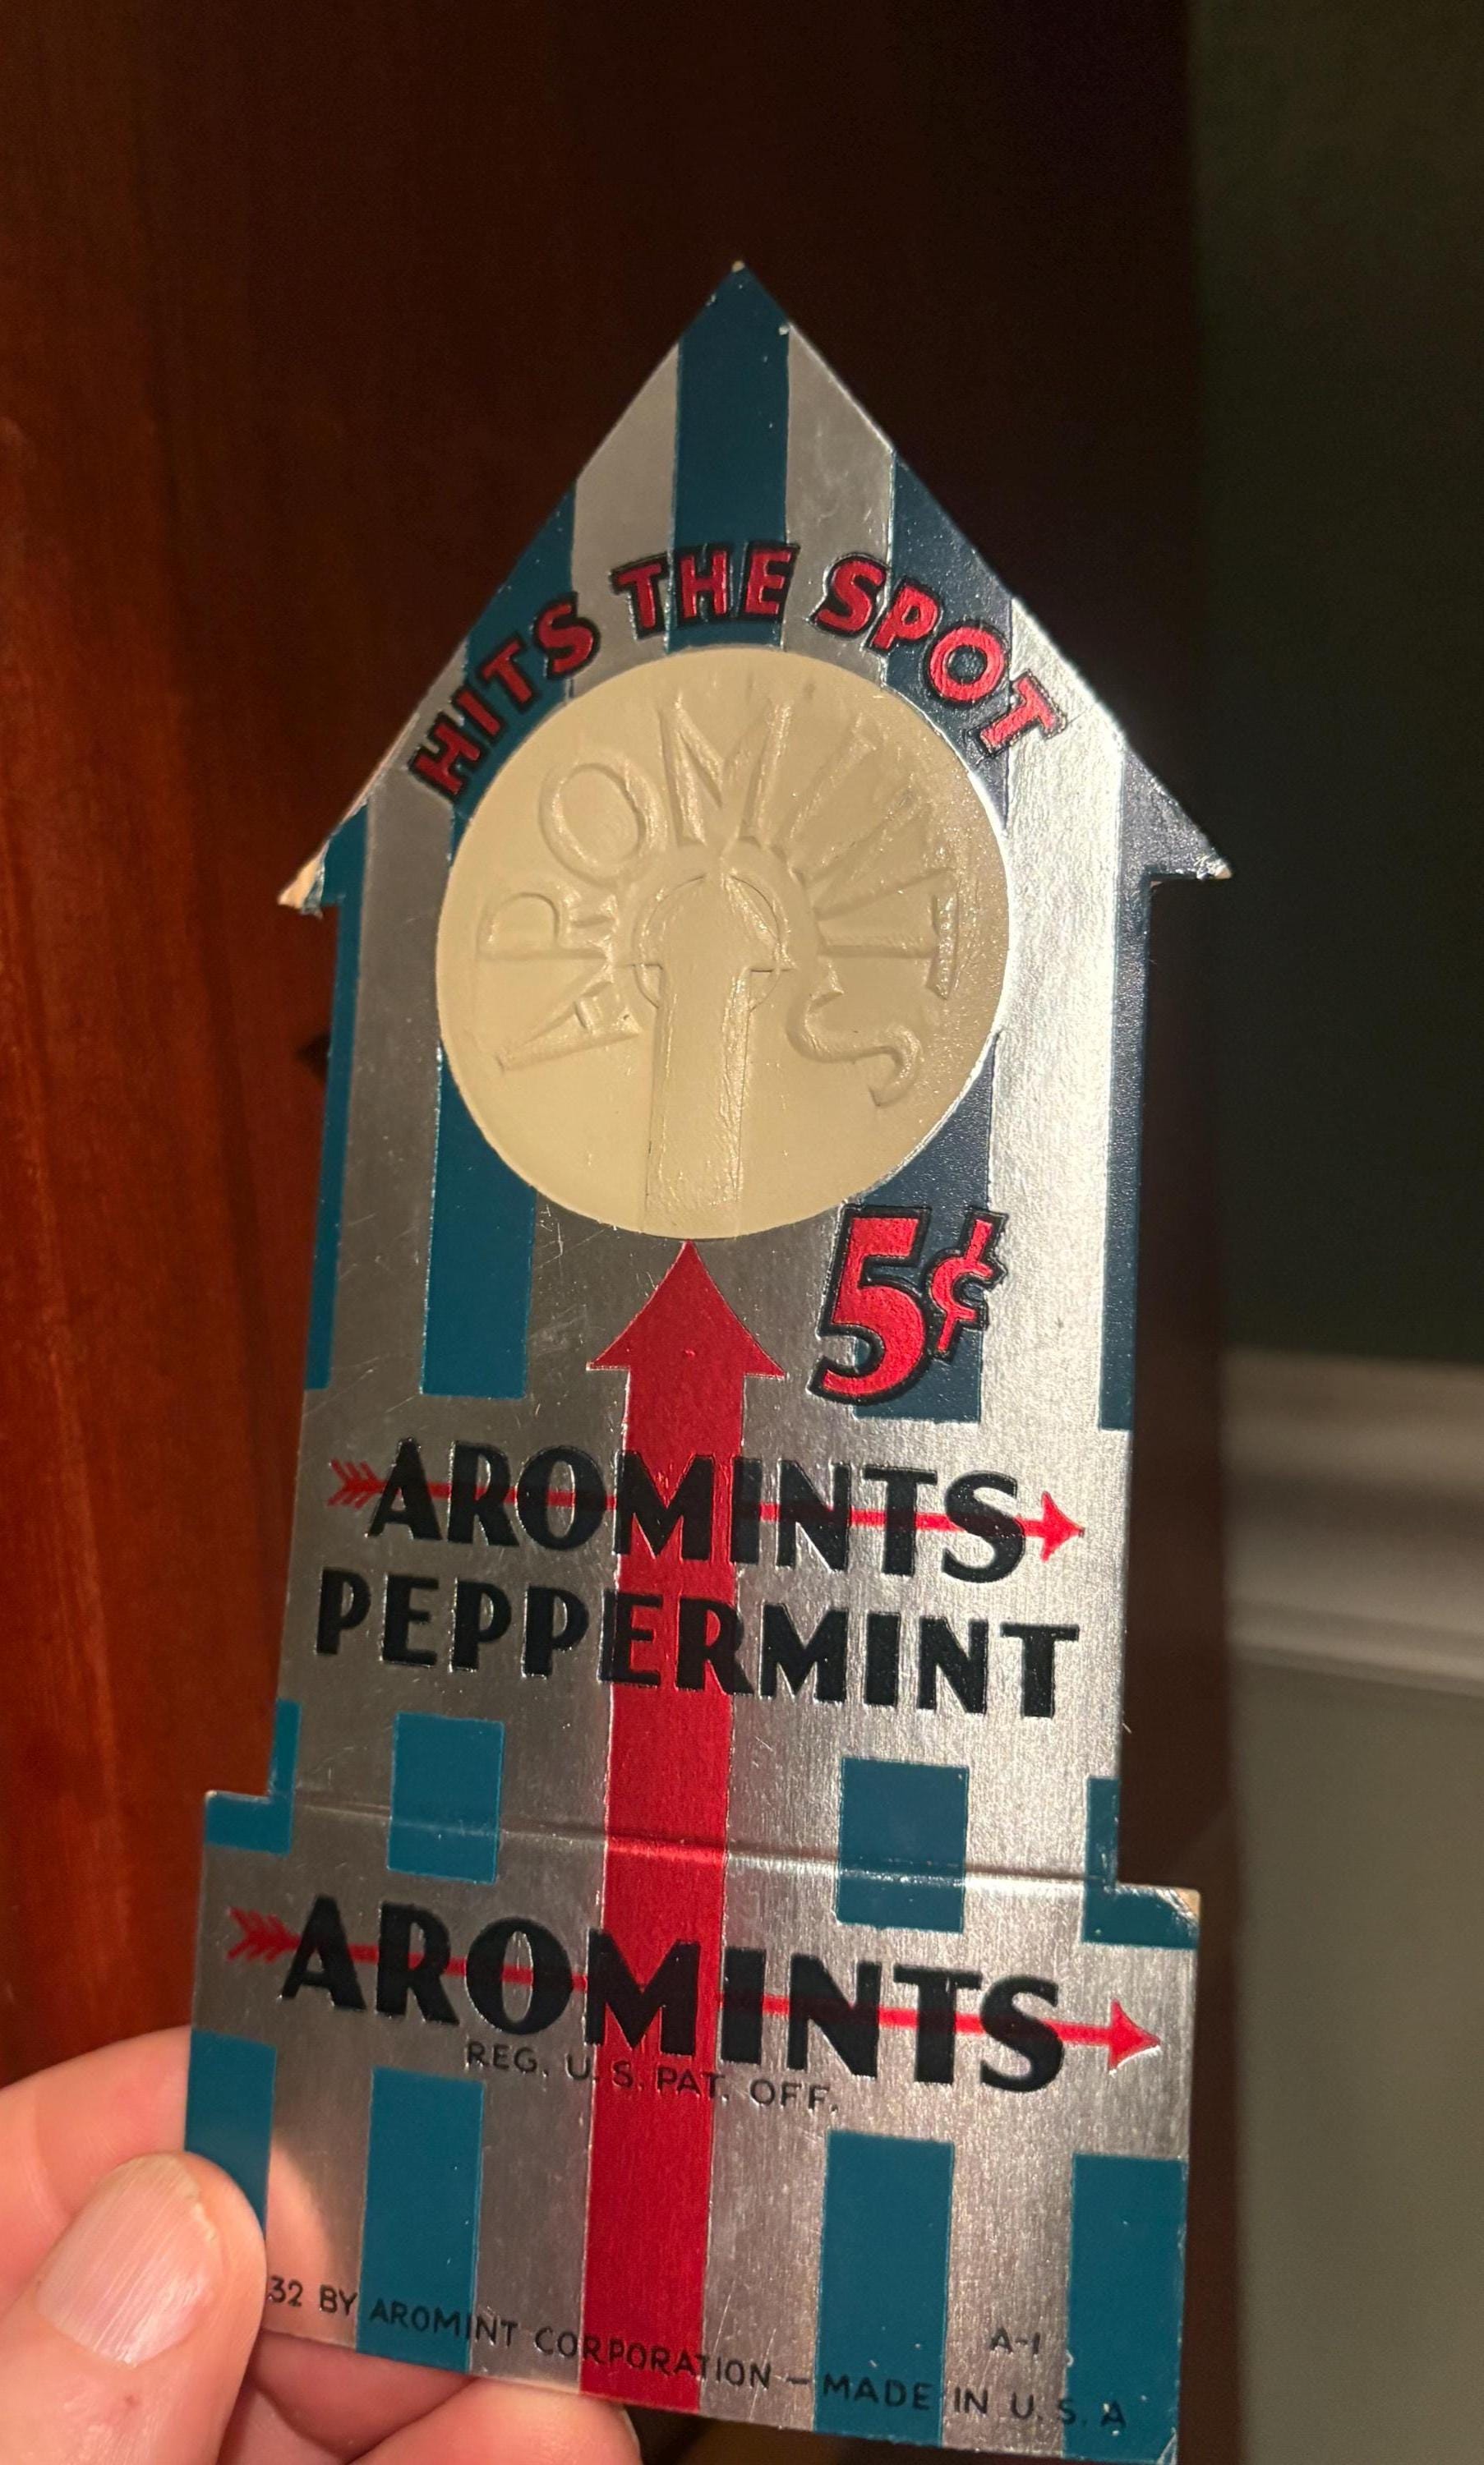 HITS THE SPOT
AROMINTS
5¢
AROMINTS
PEPPERMINT
AROMINTS
REG. U.S. PAT. OFF.
32 BY AROMINT CORPORATION – MADE IN U.S.A
A-1